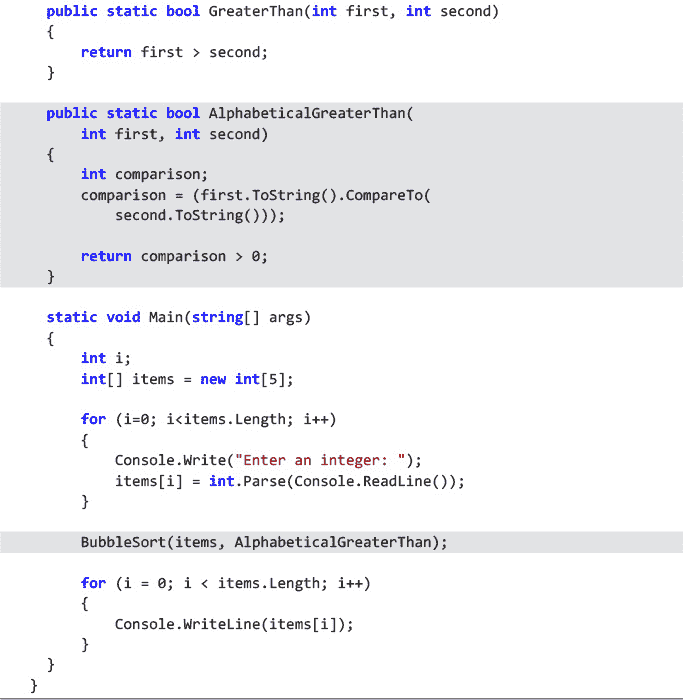 public static bool GreaterThan(int first, int second)
{
    return first > second;
}

public static bool AlphabeticalGreaterThan(
    int first, int second)
{
    int comparison;
    comparison = (first.ToString().CompareTo(
        second.ToString()));

    return comparison > 0;
}

static void Main(string[] args)
{
    int i;
    int[] items = new int[5];

    for (i=0; i<items.Length; i++)
    {
        Console.Write("Enter an integer: ");
        items[i] = int.Parse(Console.ReadLine());
    }

    BubbleSort(items, AlphabeticalGreaterThan);

    for (i = 0; i < items.Length; i++)
    {
        Console.WriteLine(items[i]);
    }
}
}